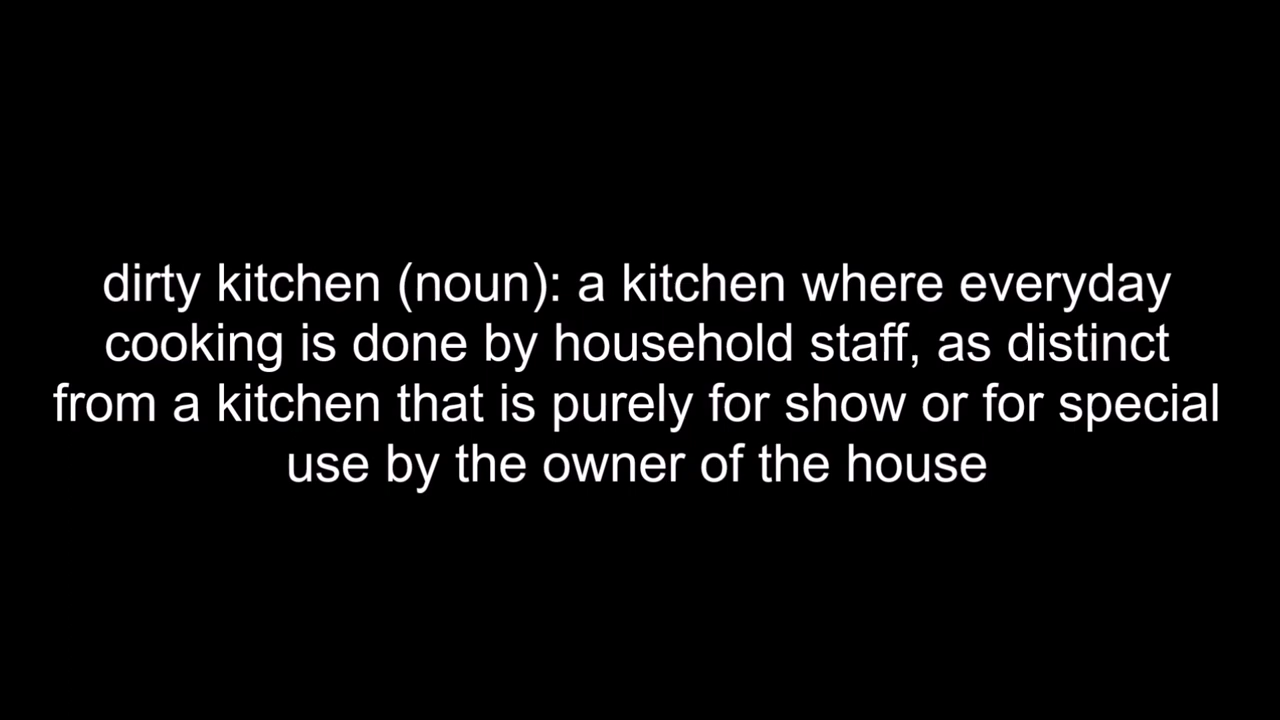 dirty kitchen (noun): a kitchen where everyday
cooking is done by household staff, as distinct
from a kitchen that is purely for show or for special
use by the owner of the house